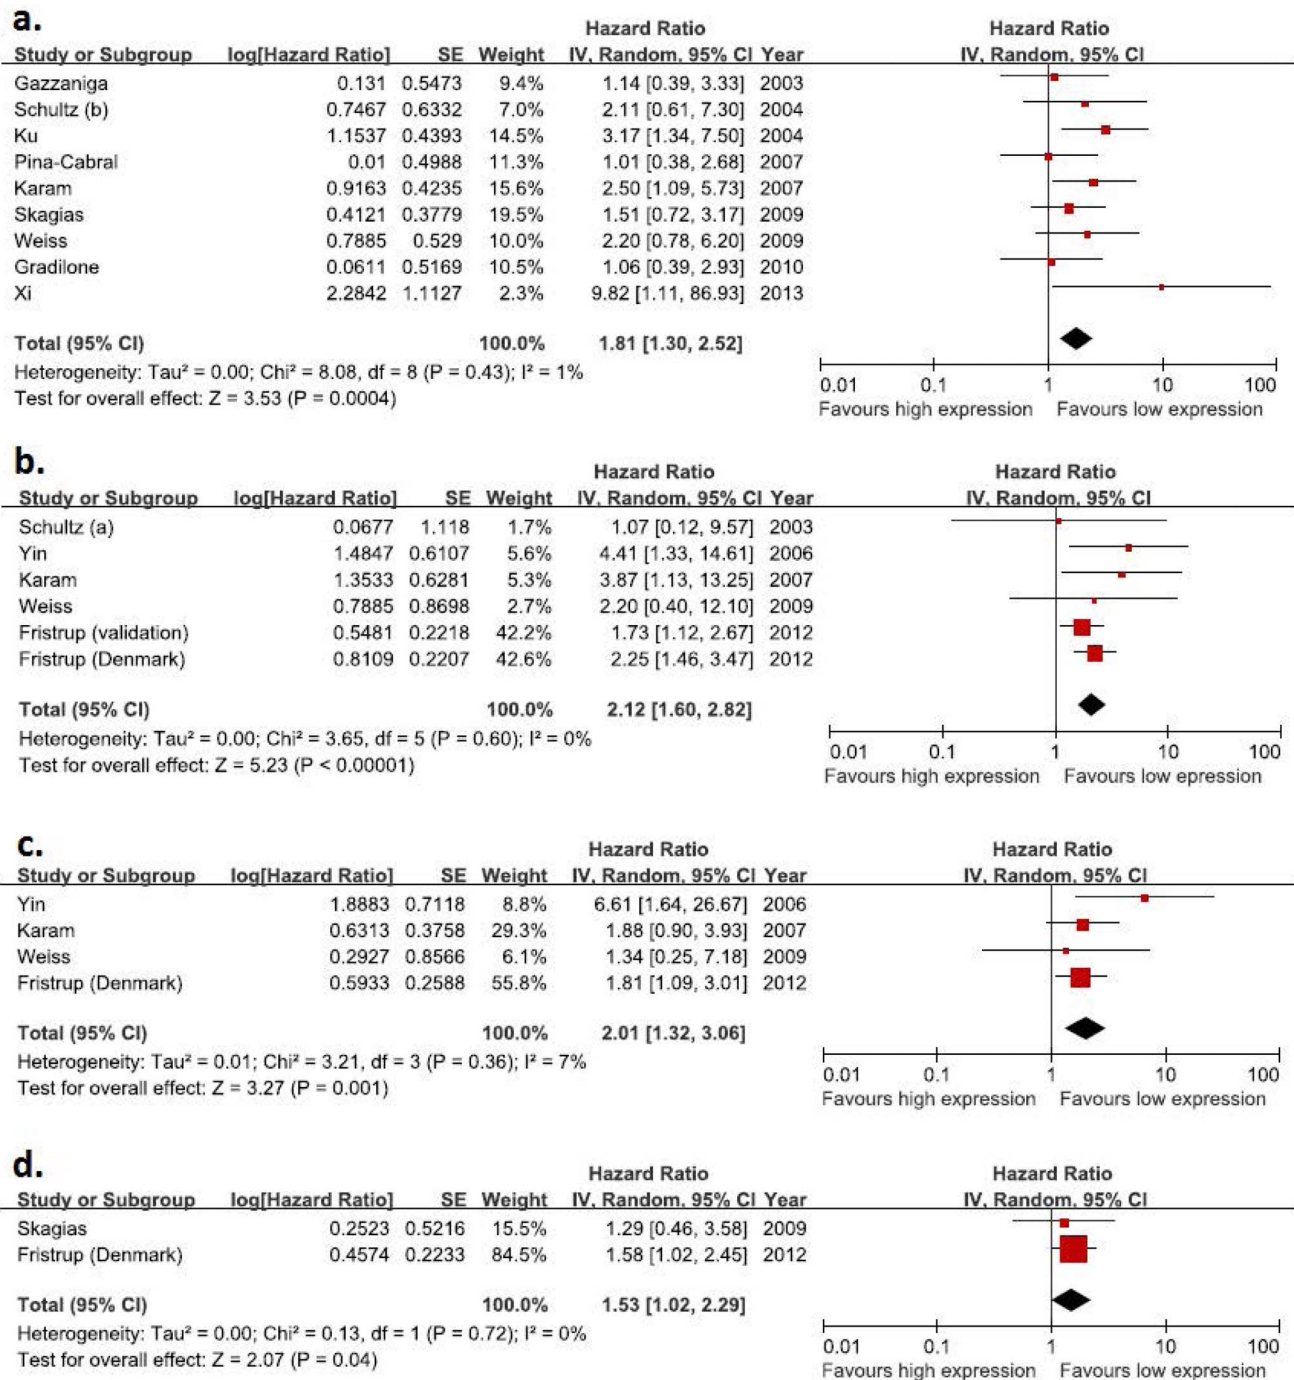 a.
Hazard Ratio Hazard Ratio
Study or Subgroup log[Hazard Ratio] SE Weight IV, Random, 95% CI Year IV, Random, 95% CI
Gazzaniga 0.131 0.5473 9.4% 1.14 [0.39, 3.33] 2003
Schultz (b) 0.7467 0.6332 7.0% 2.11 [0.61, 7.30] 2004
Ku 1.1537 0.4393 14.5% 3.17 [1.34, 7.50] 2004
Pina-Cabral 0.01 0.4988 11.3% 1.01 [0.38, 2.68] 2007
Karam 0.9163 0.4235 15.6% 2.50 [1.09, 5.73] 2007
Skagias 0.4121 0.3779 19.5% 1.51 [0.72, 3.17] 2009
Weiss 0.7885 0.529 10.0% 2.20 [0.78, 6.20] 2009
Gradilone 0.0611 0.5169 10.5% 1.06 [0.39, 2.93] 2010
Xi 2.2842 1.1127 2.3% 9.82 [1.11, 86.93] 2013
Total (95% CI) 100.0% 1.81 [1.30, 2.52]
Heterogeneity: Tau² = 0.00; Chi² = 8.08, df = 8 (P = 0.43); I² = 1%
0.01 0.1 1 10 100
Test for overall effect: Z = 3.53 (P = 0.0004)
Favours high expression Favours low expression
b.
Hazard Ratio Hazard Ratio
Study or Subgroup log[Hazard Ratio] SE Weight IV, Random, 95% CI Year IV, Random, 95% CI
Schultz (a) 0.0677 1.118 1.7% 1.07 [0.12, 9.57] 2003
Yin 1.4847 0.6107 5.6% 4.41 [1.33, 14.61] 2006
Karam 1.3533 0.6281 5.3% 3.87 [1.13, 13.25] 2007
Weiss 0.7885 0.8698 2.7% 2.20 [0.40, 12.10] 2009
Fristrup (validation) 0.5481 0.2218 42.2% 1.73 [1.12, 2.67] 2012
Fristrup (Denmark) 0.8109 0.2207 42.6% 2.25 [1.46, 3.47] 2012
Total (95% CI) 100.0% 2.12 [1.60, 2.82]
Heterogeneity: Tau² = 0.00; Chi² = 3.65, df = 5 (P = 0.60); I² = 0%
0.01 0.1 1 10 100
Test for overall effect: Z = 5.23 (P < 0.00001)
Favours high expression Favours low epression
c.
Hazard Ratio Hazard Ratio
Study or Subgroup log[Hazard Ratio] SE Weight IV, Random, 95% CI Year IV, Random, 95% CI
Yin 1.8883 0.7118 8.8% 6.61 [1.64, 26.67] 2006
Karam 0.6313 0.3758 29.3% 1.88 [0.90, 3.93] 2007
Weiss 0.2927 0.8566 6.1% 1.34 [0.25, 7.18] 2009
Fristrup (Denmark) 0.5933 0.2588 55.8% 1.81 [1.09, 3.01] 2012
Total (95% CI) 100.0% 2.01 [1.32, 3.06]
Heterogeneity: Tau² = 0.01; Chi² = 3.21, df = 3 (P = 0.36); I² = 7%
0.01 0.1 1 10 100
Test for overall effect: Z = 3.27 (P = 0.001)
Favours high expression Favours low expression
d.
Hazard Ratio Hazard Ratio
Study or Subgroup log[Hazard Ratio] SE Weight IV, Random, 95% CI Year IV, Random, 95% CI
Skagias 0.2523 0.5216 15.5% 1.29 [0.46, 3.58] 2009
Fristrup (Denmark) 0.4574 0.2233 84.5% 1.58 [1.02, 2.45] 2012
Total (95% CI) 100.0% 1.53 [1.02, 2.29]
Heterogeneity: Tau² = 0.00; Chi² = 0.13, df = 1 (P = 0.72); I² = 0%
0.01 0.1 1 10 100
Test for overall effect: Z = 2.07 (P = 0.04)
Favours high expression Favours low expression